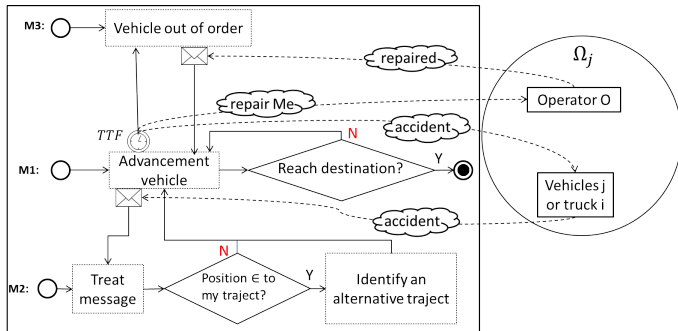 M3:
Vehicle out of order
Ω_j
repaired
Operator O
repair Me
TTF
accident
N
M1:
Advancement
vehicle
Reach destination?
Y
Vehicles j
or truck i
accident
N
M2:
Treat
message
Position ∈ to
my traject?
Y
Identify an
alternative traject